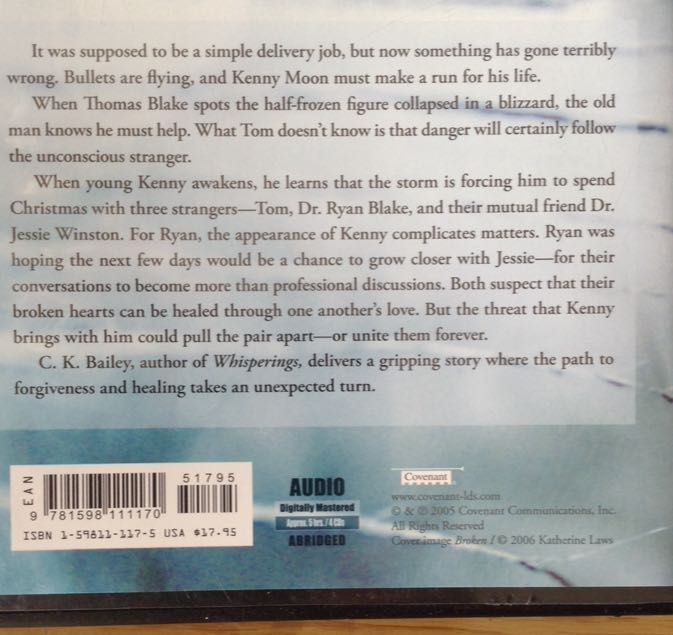 It was supposed to be a simple delivery job, but now something has gone terribly
wrong. Bullets are flying, and Kenny Moon must make a run for his life.
When Thomas Blake spots the half-frozen figure collapsed in a blizzard, the old
man knows he must help. What Tom doesn't know is that danger will certainly follow
the unconscious stranger.
When young Kenny awakens, he learns that the storm is forcing him to spend
Christmas with three strangers—Tom, Dr. Ryan Blake, and their mutual friend Dr.
Jessie Winston. For Ryan, the appearance of Kenny complicates matters. Ryan was
hoping the next few days would be a chance to grow closer with Jessie—for their
conversations to become more than professional discussions. Both suspect that their
broken hearts can be healed through one another's love. But the threat that Kenny
brings with him could pull the pair apart—or unite them forever.
C. K. Bailey, author of Whisperings, delivers a gripping story where the path to
forgiveness and healing takes an unexpected turn.
EAN
51795
9 781598 111170
ISBN 1-59811-117-5 USA $17.95
AUDIO
Digitally Mastered
Approx. 5 hrs. / 4 CDs
ABRIDGED
Covenant
www.covenant-lds.com
© & ℗ 2005 Covenant Communications, Inc.
All Rights Reserved
Cover image Broken I © 2006 Katherine Laws